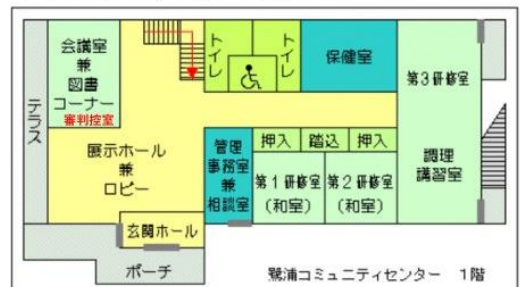 会議室
兼
図書
コーナー
審判控室
テラス
トイレ
トイレ
保健室
第3研修室
調理
講習室
展示ホール
兼
ロビー
管理
事務室
兼
相談室
押入
踏込
押入
第1研修室
(和室)
第2研修室
(和室)
玄関ホール
ポーチ
鷺浦コミュニティセンター 1階